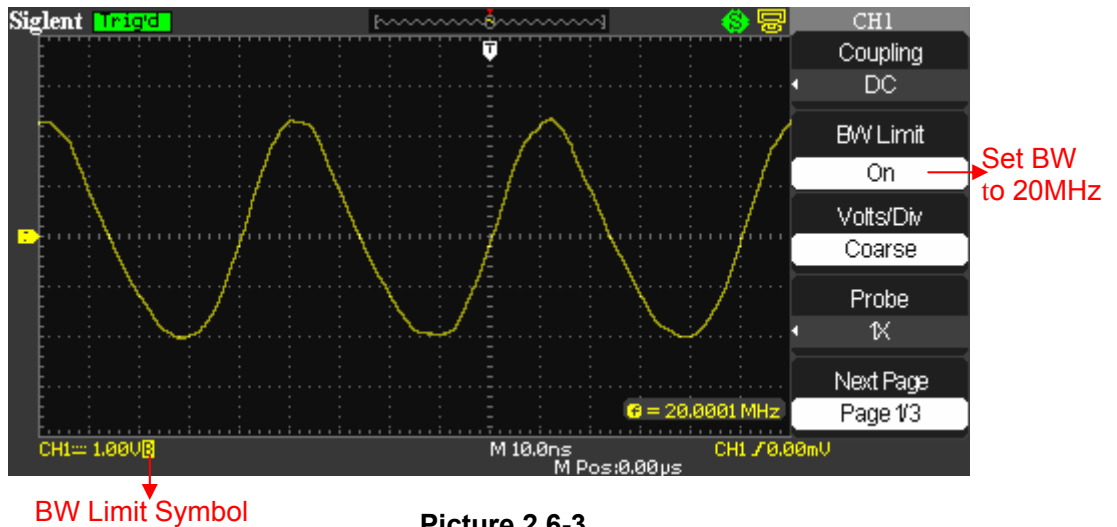 Siglent Trig'd
T
CH1
Coupling
DC
BW Limit
On
Set BW
to 20MHz
Volts/Div
Coarse
Probe
1X
Next Page
Page 1/3
f = 20.0001MHz
CH1 1.00V B
M 10.0ns
CH1 0.00mV
M Pos:0.00µs
BW Limit Symbol
Picture 2.6-3